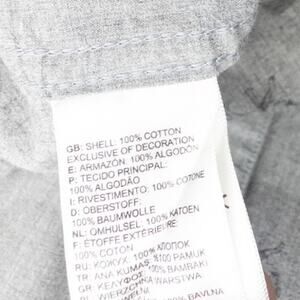 GB: SHELL: 100% COTTON
EXCLUSIVE OF DECORATION
E: ARMAZÓN: 100% ALGODÓN
P: TECIDO PRINCIPAL:
100% ALGODÃO
I: RIVESTIMENTO: 100% COTONE
D: OBERSTOFF:
100% BAUMWOLLE
NL: OMHULSEL: 100% KATOEN
F: ÉTOFFE EXTÉRIEURE:
100% COTON
RU: КОЖУХ: 100% ХЛОПОК
TR: ANA KUMAŞ: %100 PAMUK
GR: ΚΕΛΥΦΟΣ: 100% ΒΑΜΒΑΚΙ
WARSTWA
BAVLNA